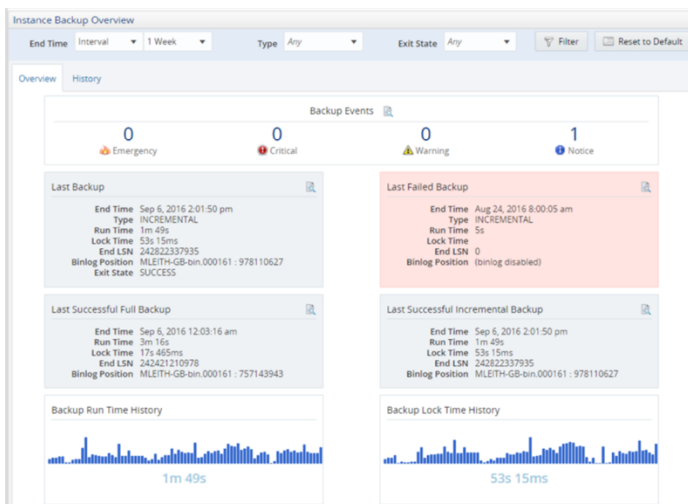 Instance Backup Overview
End Time Interval 1 Week Type Any Exit State Any Filter Reset to Default
Overview History
Backup Events
0 0 0 1
Emergency Critical Warning Notice
Last Backup
End Time Sep 6, 2016 2:01:50 pm
Type INCREMENTAL
Run Time 1m 49s
Lock Time 53s 15ms
End LSN 242822337935
Binlog Position MLEITH-GB-bin.000161 : 978110627
Exit State SUCCESS
Last Failed Backup
End Time Aug 24, 2016 8:00:05 am
Type INCREMENTAL
Run Time 5s
Lock Time
End LSN 0
Binlog Position (binlog disabled)
Last Successful Full Backup
End Time Sep 6, 2016 12:03:16 am
Run Time 3m 16s
Lock Time 17s 465ms
End LSN 242421210978
Binlog Position MLEITH-GB-bin.000161 : 757143943
Last Successful Incremental Backup
End Time Sep 6, 2016 2:01:50 pm
Run Time 1m 49s
Lock Time 53s 15ms
End LSN 242822337935
Binlog Position MLEITH-GB-bin.000161 : 978110627
Backup Run Time History
1m 49s
Backup Lock Time History
53s 15ms